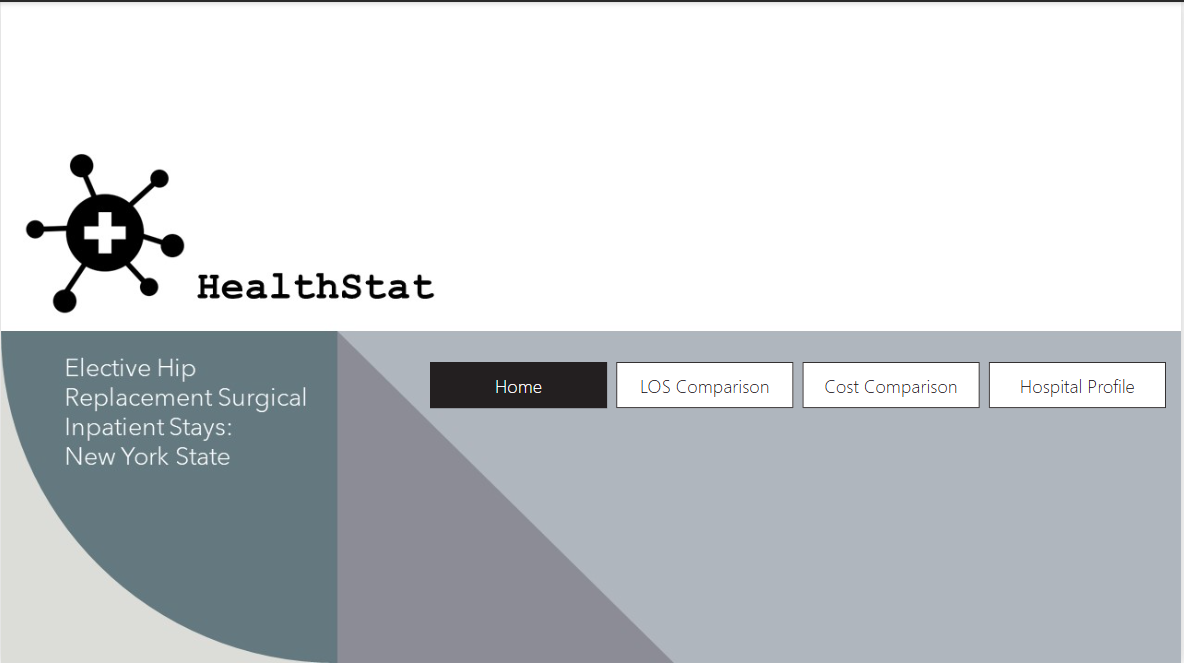 HealthStat
Elective Hip
Replacement Surgical
Inpatient Stays:
New York State
Home
LOS Comparison
Cost Comparison
Hospital Profile